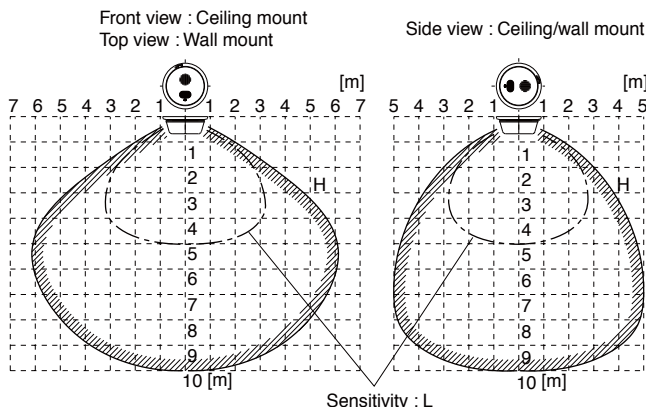 Front view : Ceiling mount
Top view : Wall mount
Side view : Ceiling/wall mount
[m]
7 6 5 4 3 2 1 1 2 3 4 5 6 7
1
2
3
4
5
6
7
8
9
10 [m]
H
[m]
5 4 3 2 1 1 2 3 4 5
1
2
3
4
5
6
7
8
9
10 [m]
H
Sensitivity : L